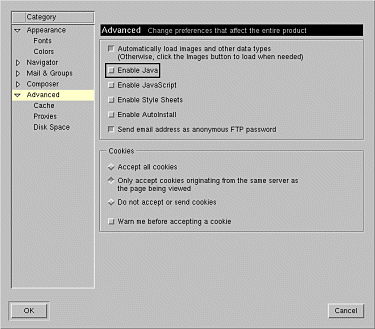 Category
Appearance
Fonts
Colors
Navigator
Mail & Groups
Composer
Advanced
Cache
Proxies
Disk Space
Advanced Change preferences that affect the entire product
Automatically load images and other data types
(Otherwise, click the Images button to load when needed)
Enable Java
Enable JavaScript
Enable Style Sheets
Enable AutoInstall
Send email address as anonymous FTP password
Cookies
Accept all cookies
Only accept cookies originating from the same server as
the page being viewed
Do not accept or send cookies
Warn me before accepting a cookie
OK
Cancel